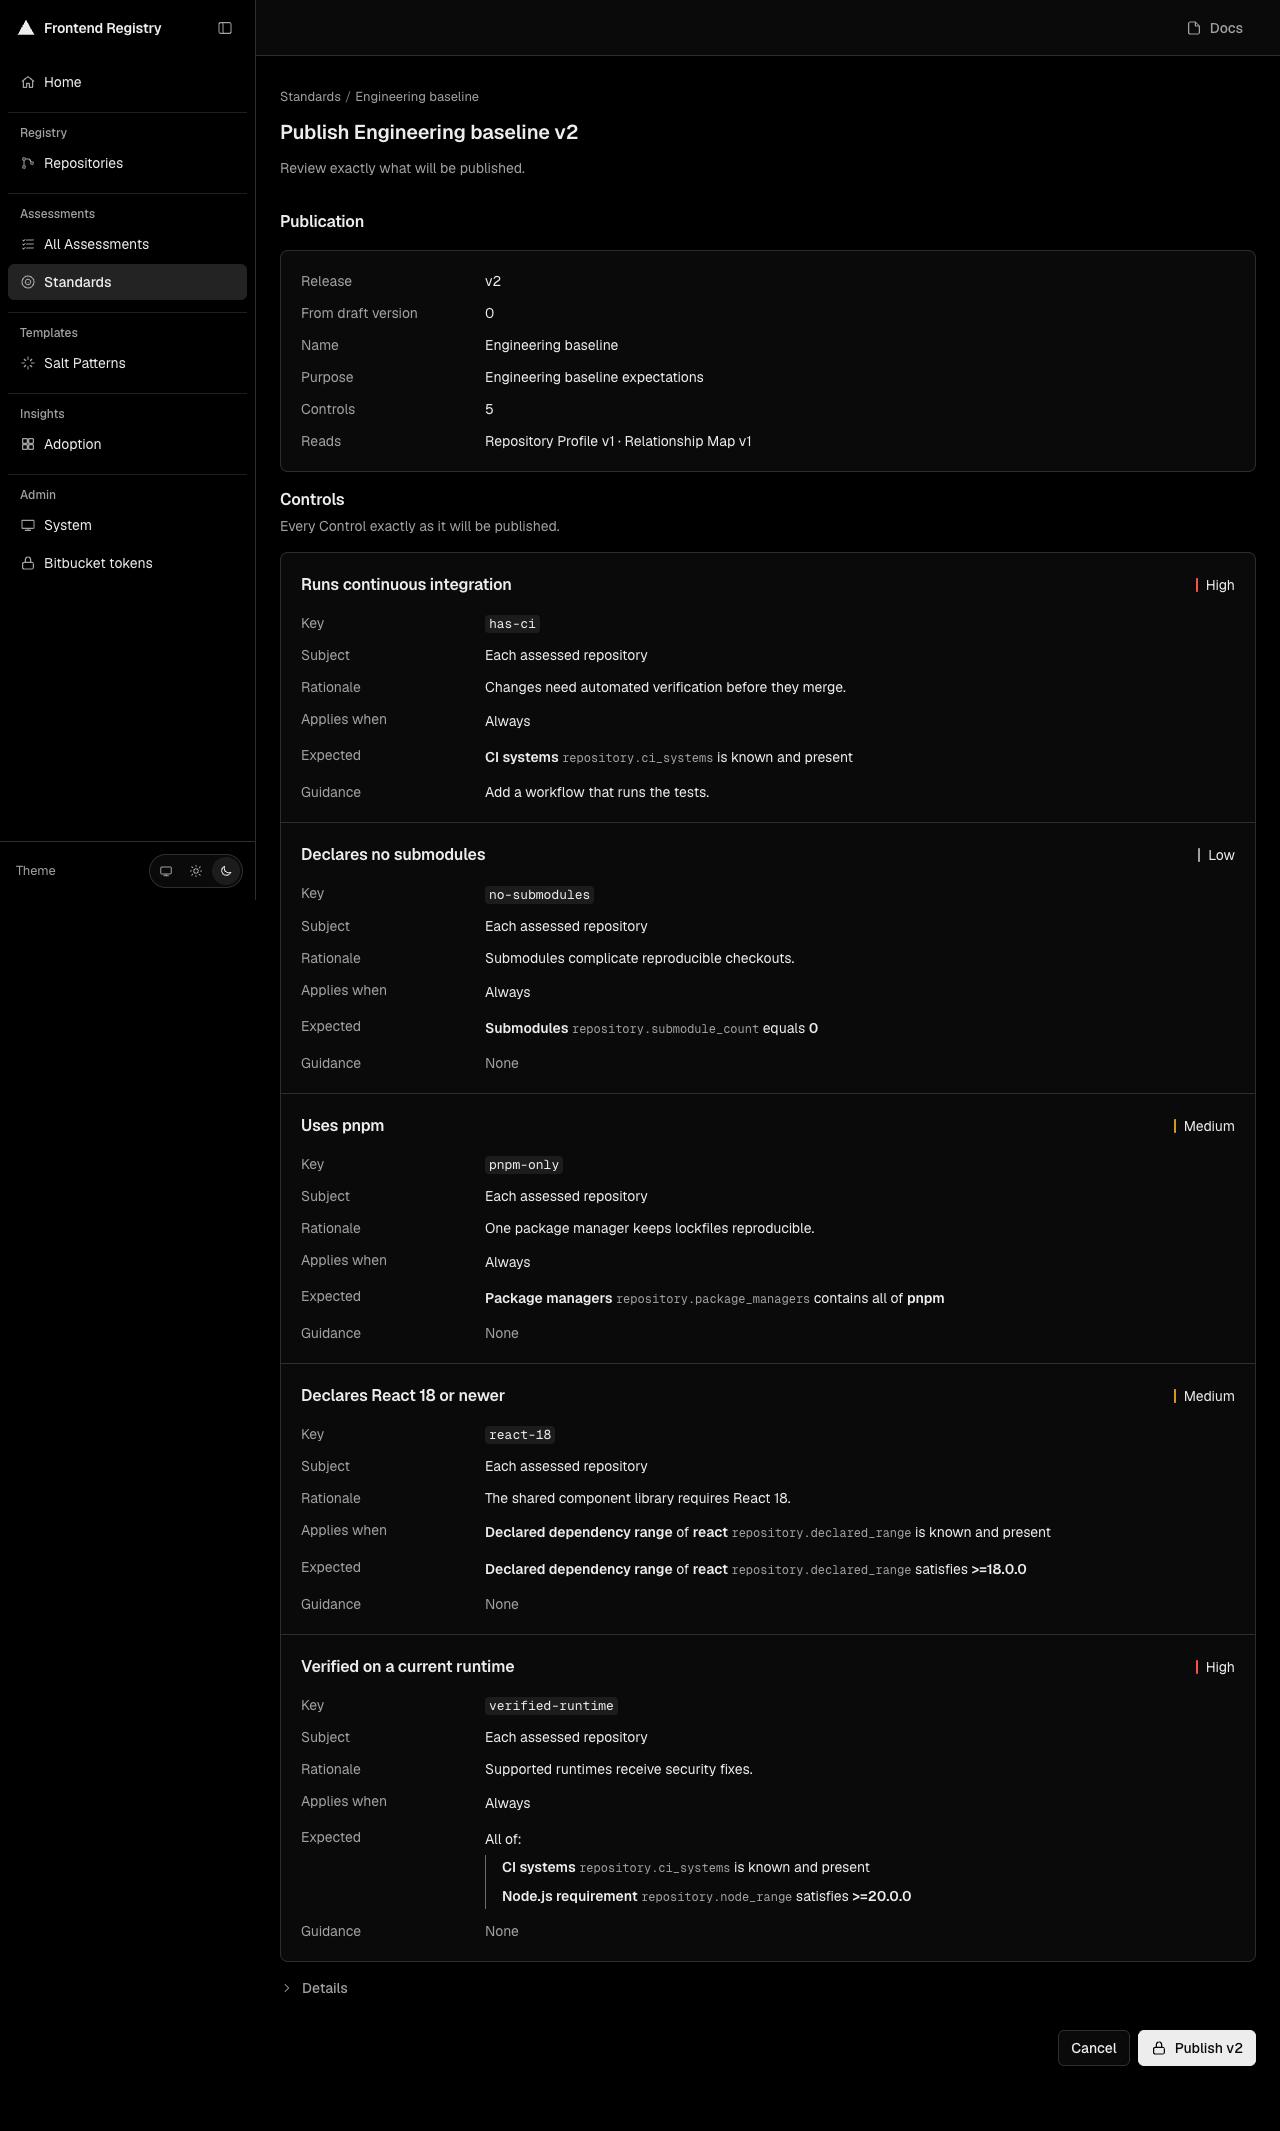 Frontend Registry
Docs
Home
Registry
Repositories
Assessments
All Assessments
Standards
Templates
Salt Patterns
Insights
Adoption
Admin
System
Bitbucket tokens
Theme
Standards / Engineering baseline
Publish Engineering baseline v2
Review exactly what will be published.
Publication
Release v2
From draft version 0
Name Engineering baseline
Purpose Engineering baseline expectations
Controls 5
Reads Repository Profile v1 · Relationship Map v1
Controls
Every Control exactly as it will be published.
Runs continuous integration High
Key has-ci
Subject Each assessed repository
Rationale Changes need automated verification before they merge.
Applies when Always
Expected CI systems repository.ci_systems is known and present
Guidance Add a workflow that runs the tests.
Declares no submodules Low
Key no-submodules
Subject Each assessed repository
Rationale Submodules complicate reproducible checkouts.
Applies when Always
Expected Submodules repository.submodule_count equals 0
Guidance None
Uses pnpm Medium
Key pnpm-only
Subject Each assessed repository
Rationale One package manager keeps lockfiles reproducible.
Applies when Always
Expected Package managers repository.package_managers contains all of pnpm
Guidance None
Declares React 18 or newer Medium
Key react-18
Subject Each assessed repository
Rationale The shared component library requires React 18.
Applies when Declared dependency range of react repository.declared_range is known and present
Expected Declared dependency range of react repository.declared_range satisfies >=18.0.0
Guidance None
Verified on a current runtime High
Key verified-runtime
Subject Each assessed repository
Rationale Supported runtimes receive security fixes.
Applies when Always
Expected All of:
CI systems repository.ci_systems is known and present
Node.js requirement repository.node_range satisfies >=20.0.0
Guidance None
Details
Cancel Publish v2